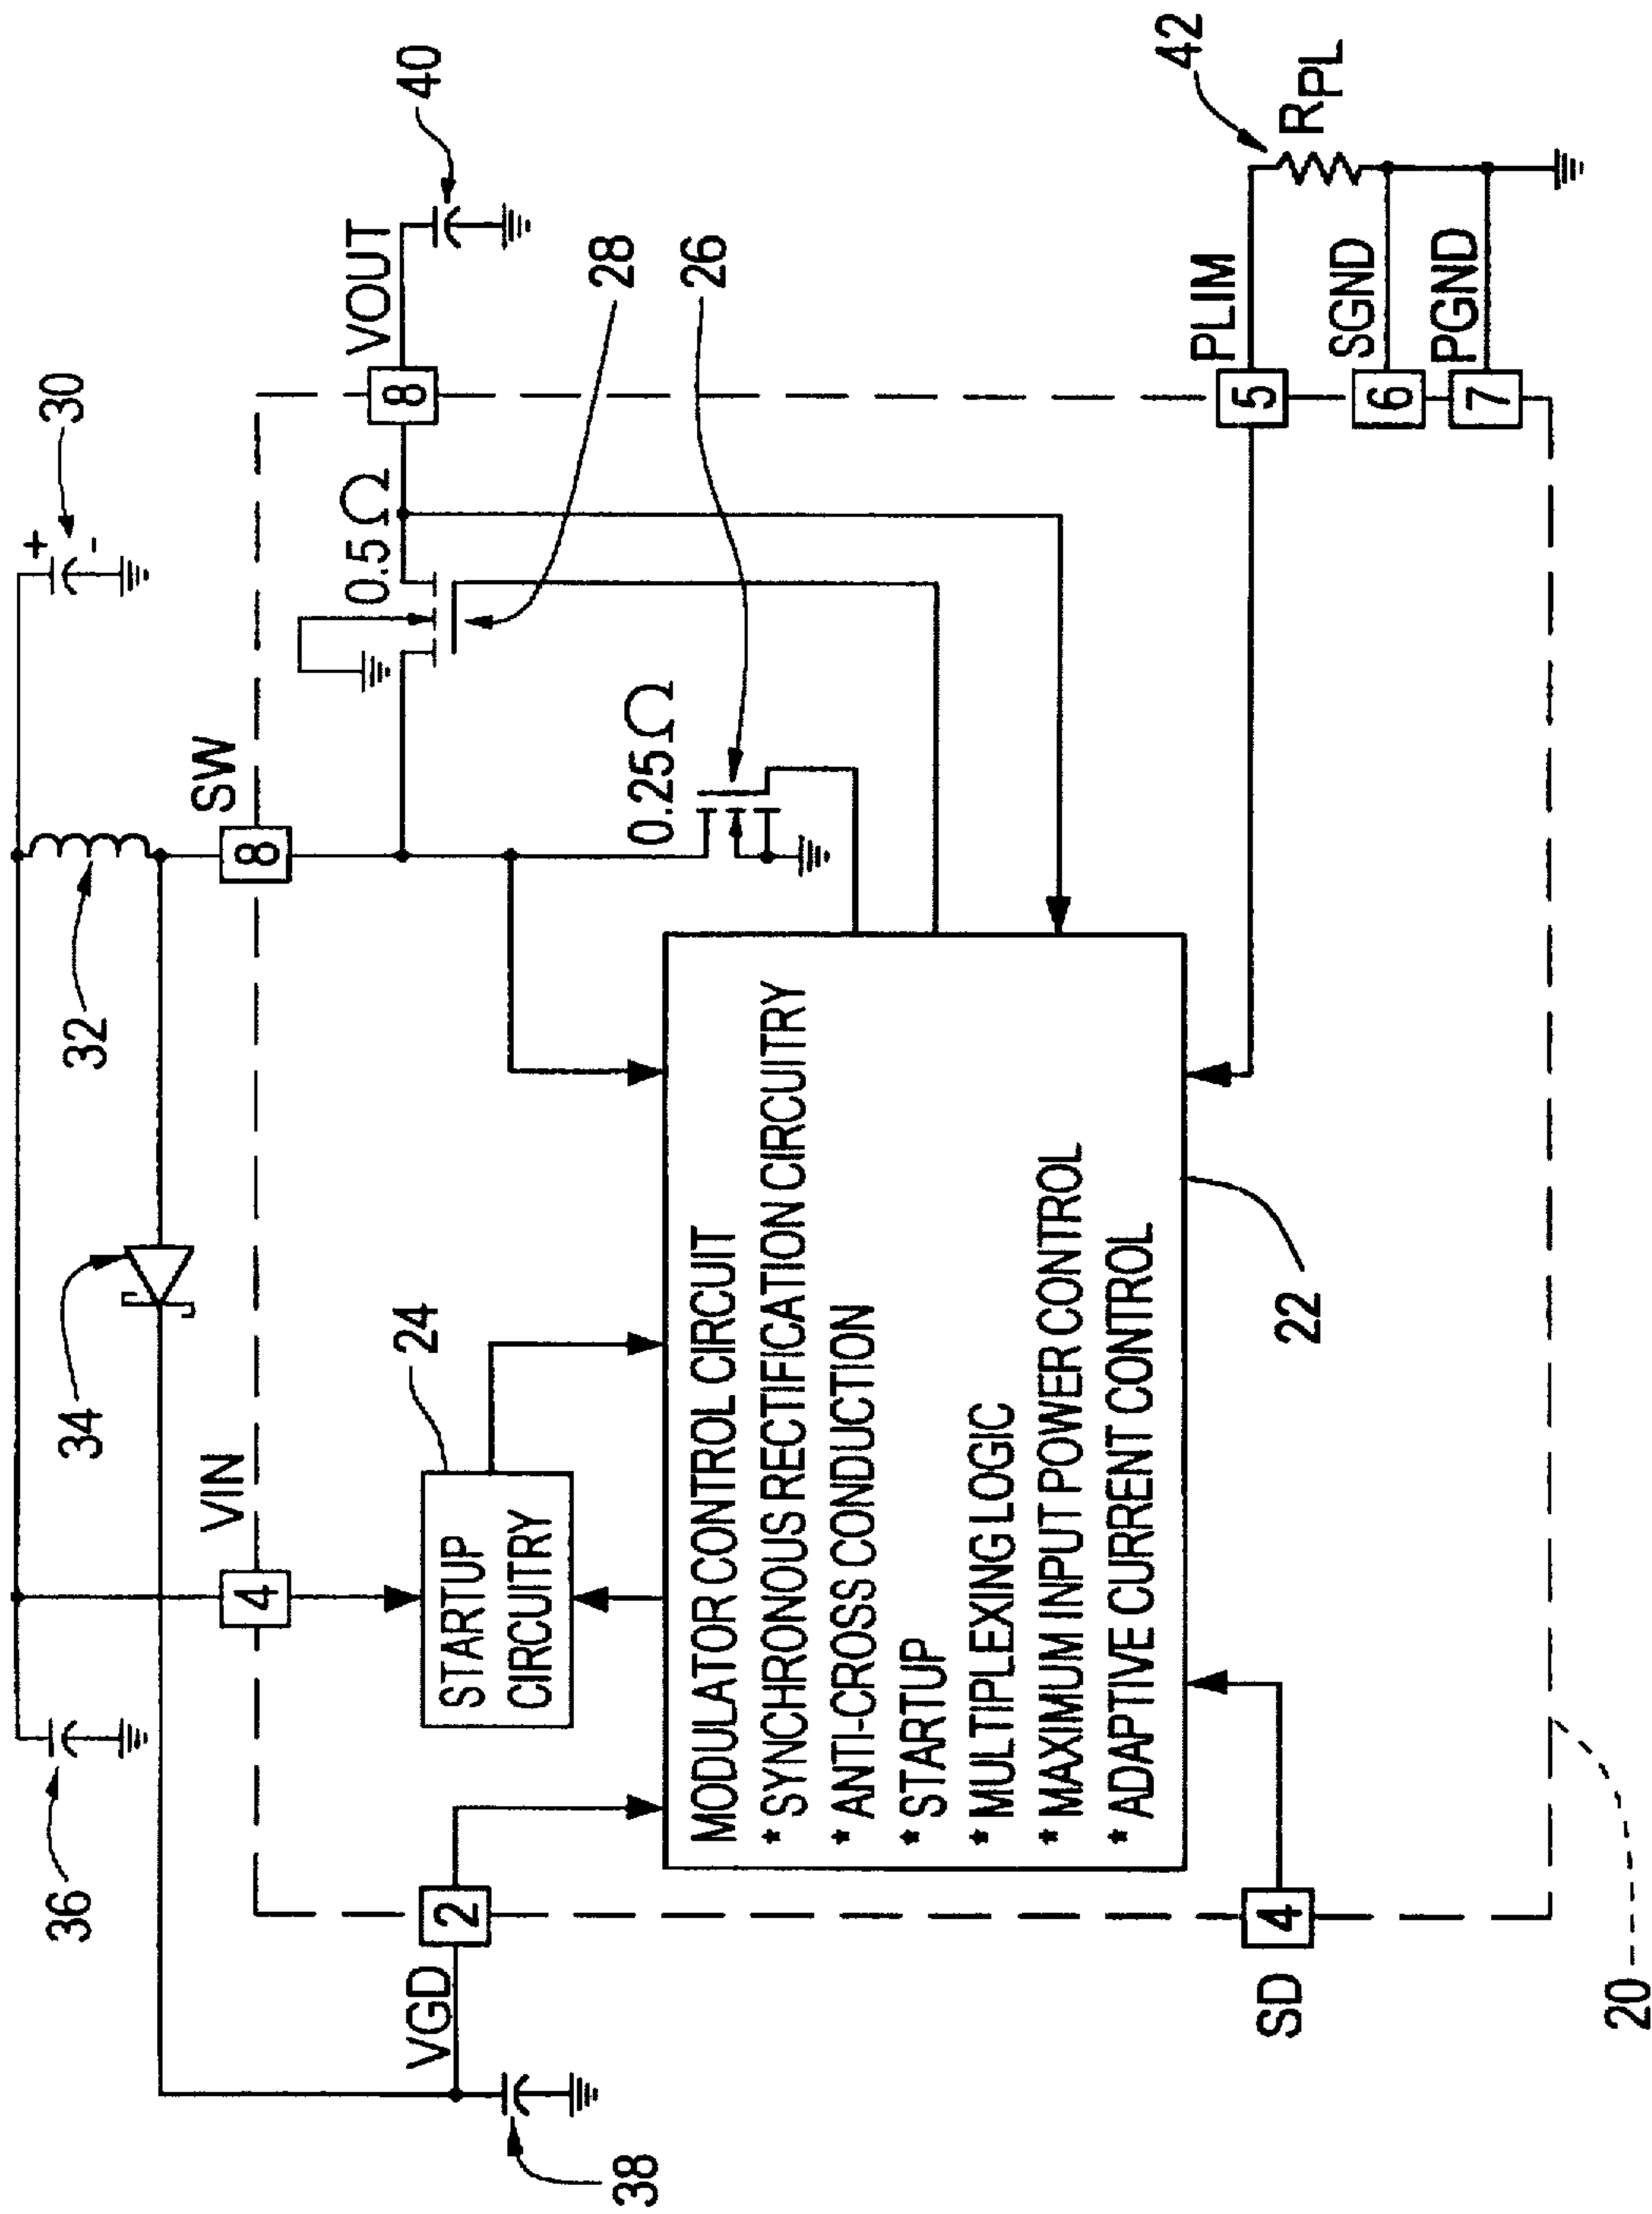 30
+
-
36
34
32
40
VIN
SW
VOUT
4
8
8
0.5 Ω
28
26
0.25 Ω
24
STARTUP
CIRCUITRY
VGD
2
38
MODULATOR CONTROL CIRCUIT
* SYNCHRONOUS RECTIFICATION CIRCUITRY
* ANTI-CROSS CONDUCTION
* STARTUP
* MULTIPLEXING LOGIC
* MAXIMUM INPUT POWER CONTROL
* ADAPTIVE CURRENT CONTROL
22
PLIM
5
42
RPL
SGND
6
PGND
7
SD
4
20